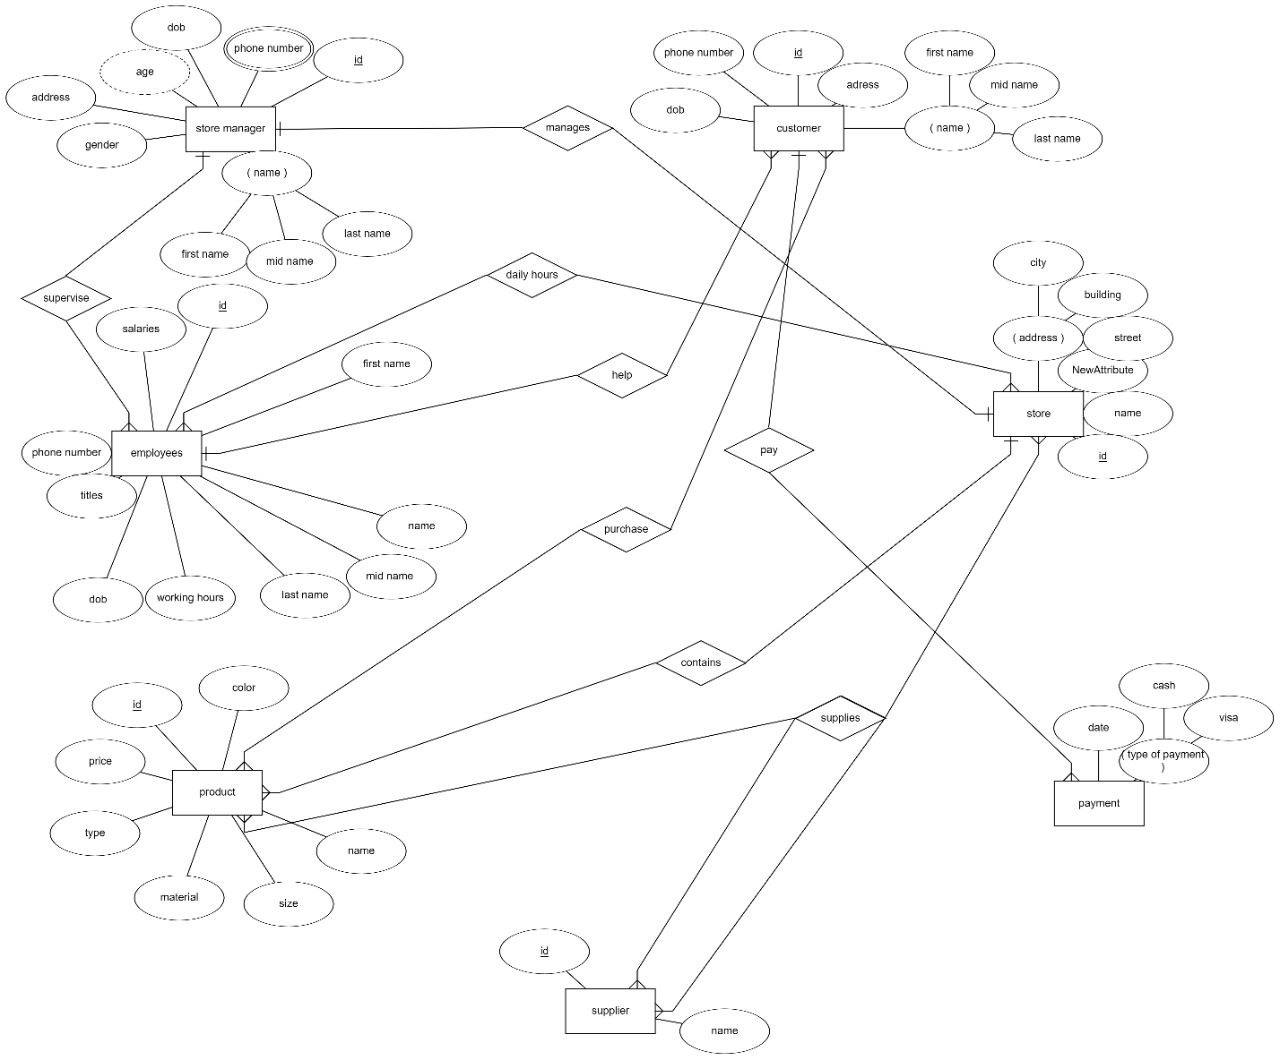 dob
phone number
id
age
address
gender
store manager
( name )
first name
mid name
last name
manages
phone number
id
adress
dob
customer
first name
mid name
( name )
last name
supervise
salaries
id
daily hours
first name
help
city
building
( address )
street
NewAttribute
store
name
id
phone number
employees
titles
pay
name
mid name
last name
working hours
dob
purchase
contains
supplies
id
color
price
product
type
material
size
name
cash
visa
date
( type of payment
)
payment
id
supplier
name